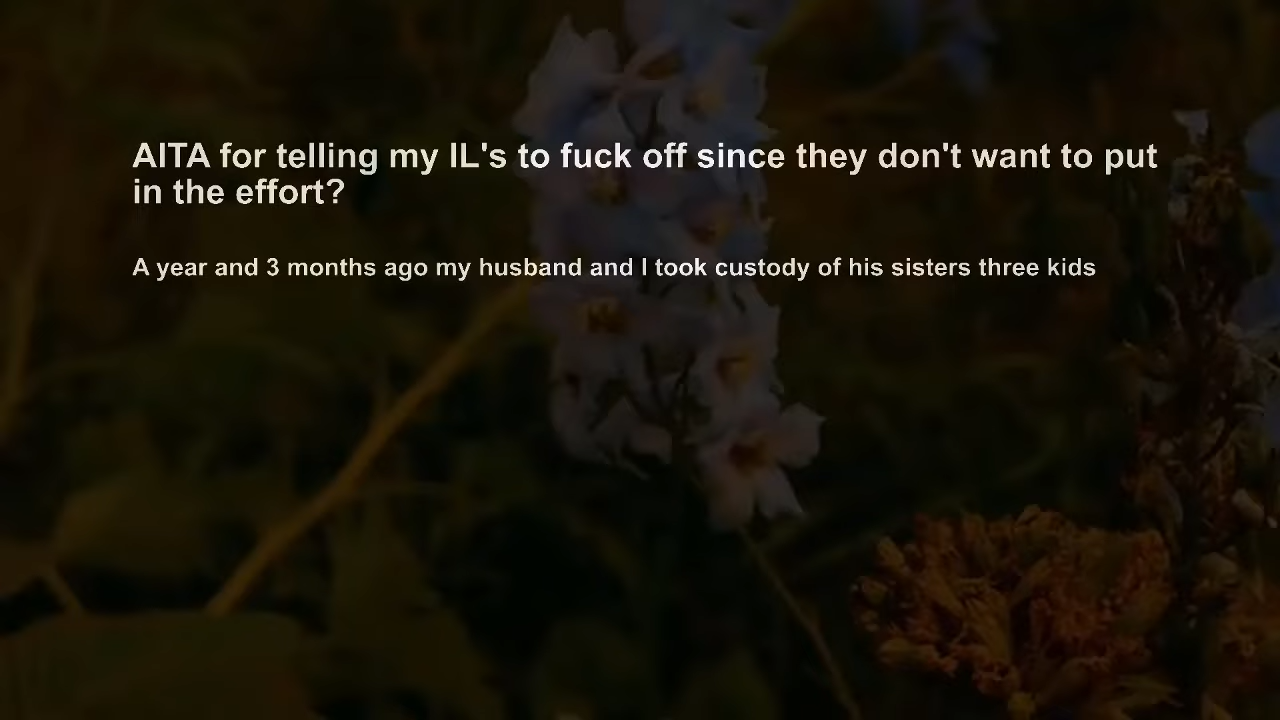 AITA for telling my IL's to fuck off since they don't want to put
in the effort?
A year and 3 months ago my husband and I took custody of his sisters three kids